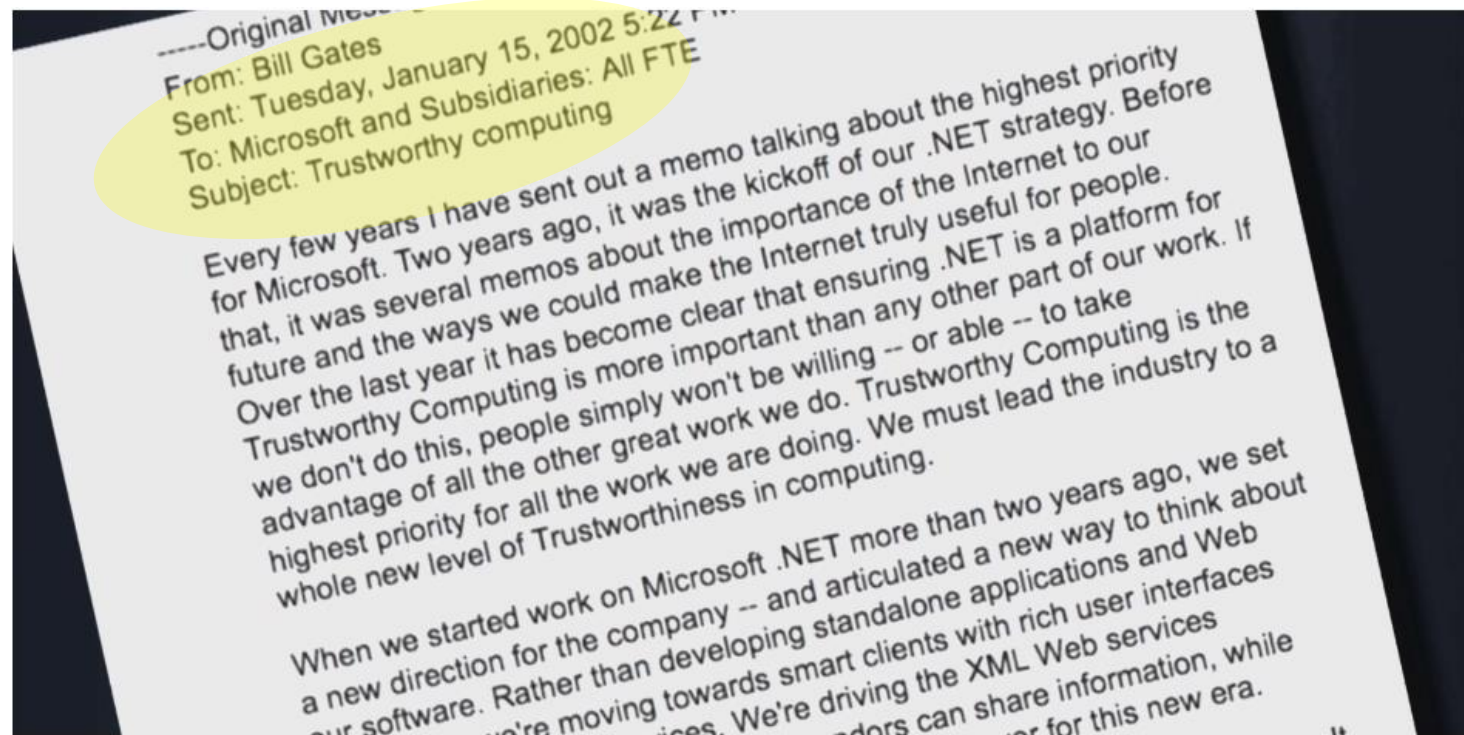 -----Original
From: Bill Gates
Sent: Tuesday, January 15, 2002 5:22
To: Microsoft and Subsidiaries: All FTE
Subject: Trustworthy computing
Every few years I have sent out a memo talking about the highest priority
for Microsoft. Two years ago, it was the kickoff of our .NET strategy. Before
that, it was several memos about the importance of the Internet to our
future and the ways we could make the Internet truly useful for people.
Over the last year it has become clear that ensuring .NET is a platform for
Trustworthy Computing is more important than any other part of our work. If
we don't do this, people simply won't be willing -- or able -- to take
advantage of all the other great work we do. Trustworthy Computing is the
highest priority for all the work we are doing. We must lead the industry to a
whole new level of Trustworthiness in computing.
When we started work on Microsoft .NET more than two years ago, we set
a new direction for the company -- and articulated a new way to think about
our software. Rather than developing standalone applications and Web
we're moving towards smart clients with rich user interfaces
We're driving the XML Web services
can share information, while
for this new era.